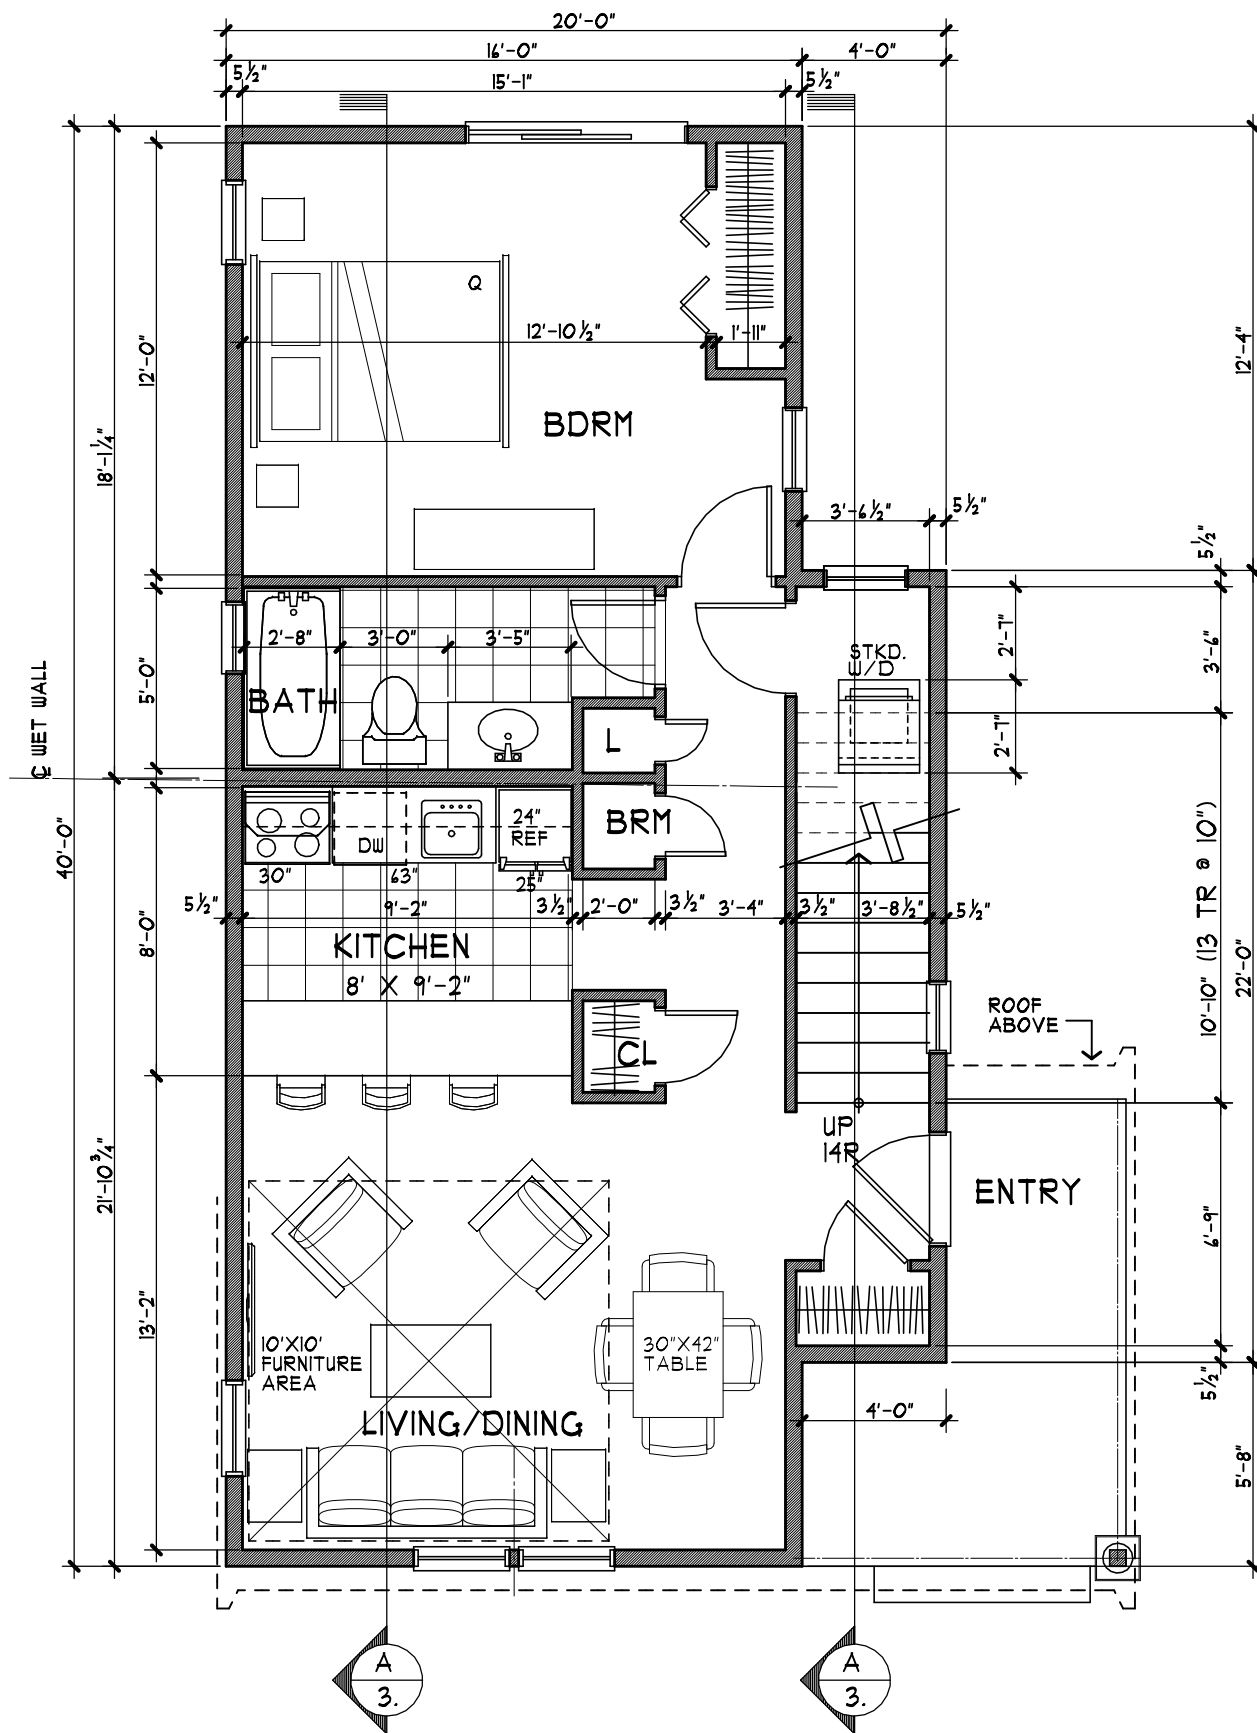 20'-0"
16'-0"
4'-0"
5½"
15'-1"
5½"
12'-0"
18'-1¼"
12'-4"
Q
12'-10½"
1'-11"
BDRM
3'-6½"
5½"
5½"
2'-8"
3'-0"
3'-5"
STKD.
W/D
2'-7"
3'-6"
BATH
5'-0"
℄ WET WALL
L
2'-7"
40'-0"
BRM
24"
REF
DW
30"
63"
25"
5½"
9'-2"
3½"
2'-0"
3½"
3'-4"
3½"
3'-8½"
5½"
8'-0"
KITCHEN
8' X 9'-2"
10'-10" (13 TR @ 10")
22'-0"
ROOF
ABOVE
CL
UP
14R
ENTRY
21'-10¾"
6'-9"
13'-2"
10'X10'
FURNITURE
AREA
30"X42"
TABLE
LIVING/DINING
5½"
4'-0"
5'-8"
A
3.
A
3.